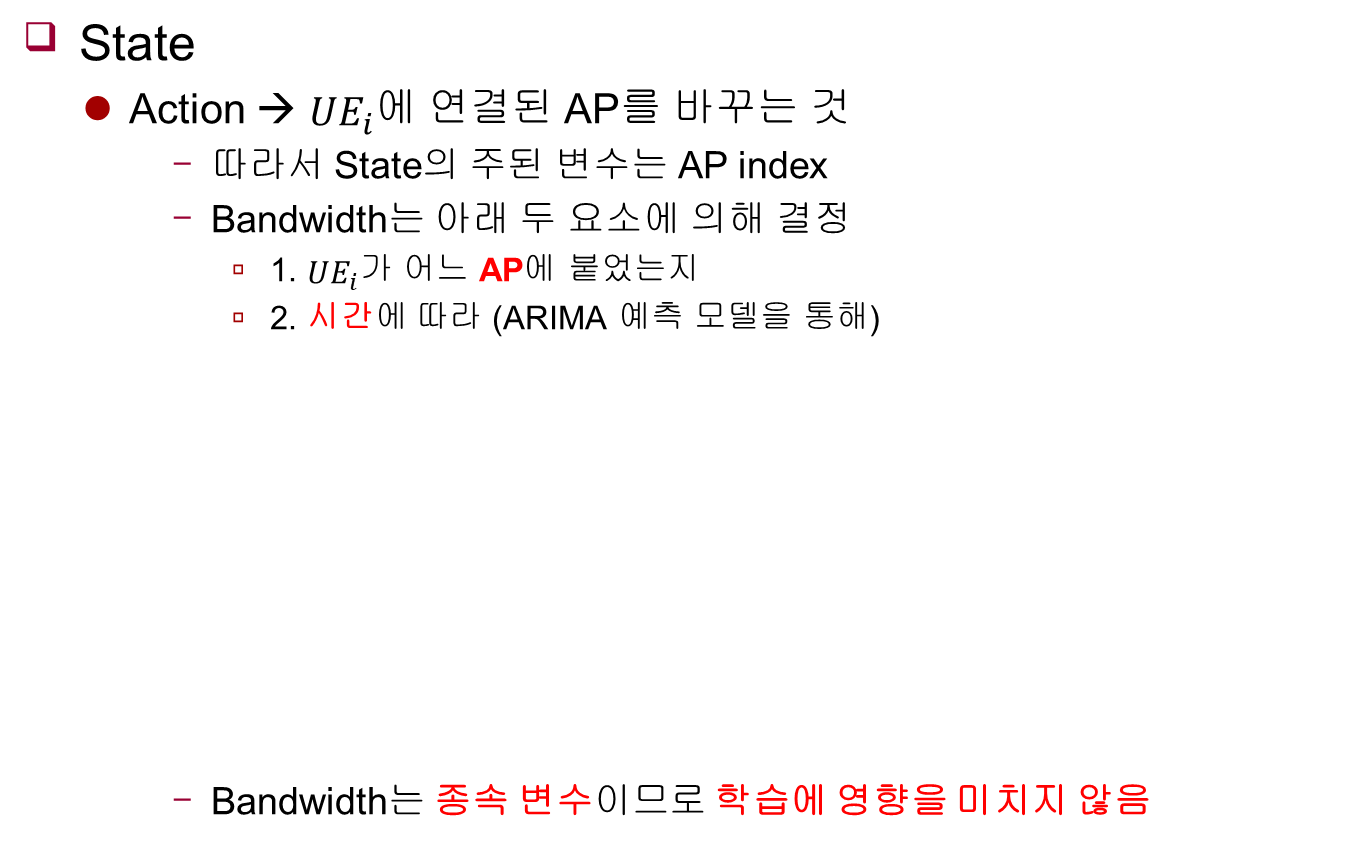 State
Action → UEi에 연결된 AP를 바꾸는 것
따라서 State의 주된 변수는 AP index
Bandwidth는 아래 두 요소에 의해 결정
1. UEi가 어느 AP에 붙었는지
2. 시간에 따라 (ARIMA 예측 모델을 통해)
Bandwidth는 종속 변수이므로 학습에 영향을 미치지 않음